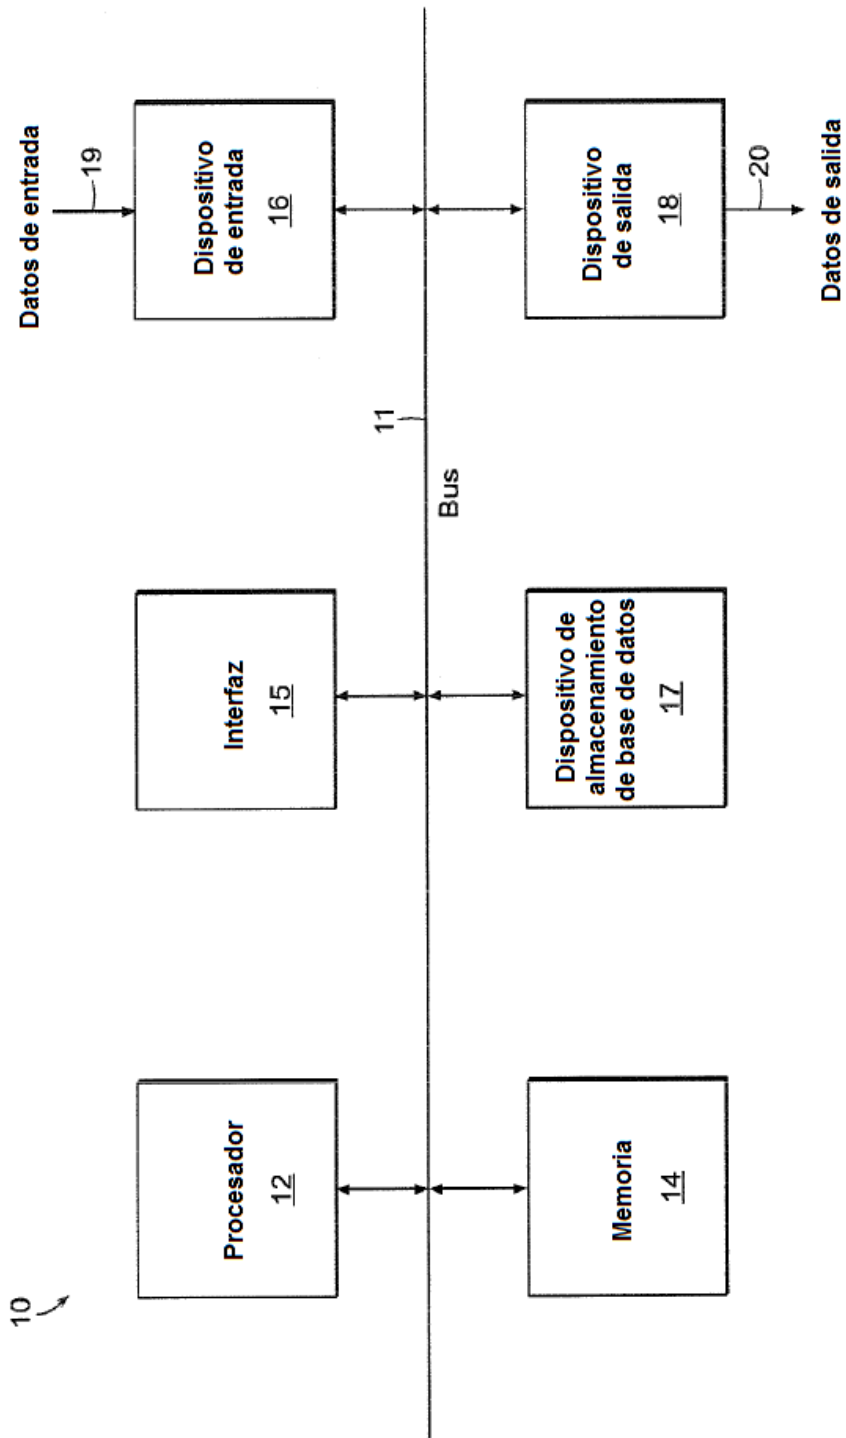 10
Datos de entrada
19
Procesador
12
Interfaz
15
Dispositivo
de entrada
16
11
Bus
Memoria
14
Dispositivo de
almacenamiento
de base de datos
17
Dispositivo
de salida
18
20
Datos de salida